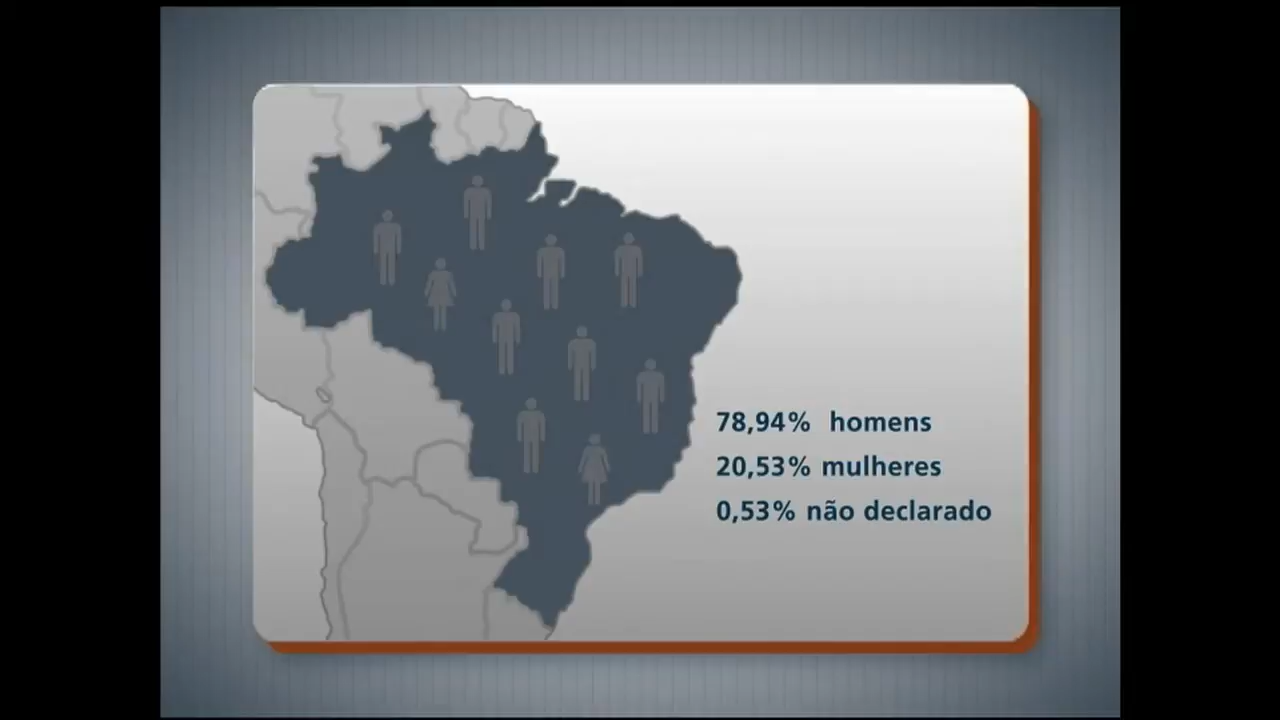 78,94% homens
20,53% mulheres
0,53% não declarado